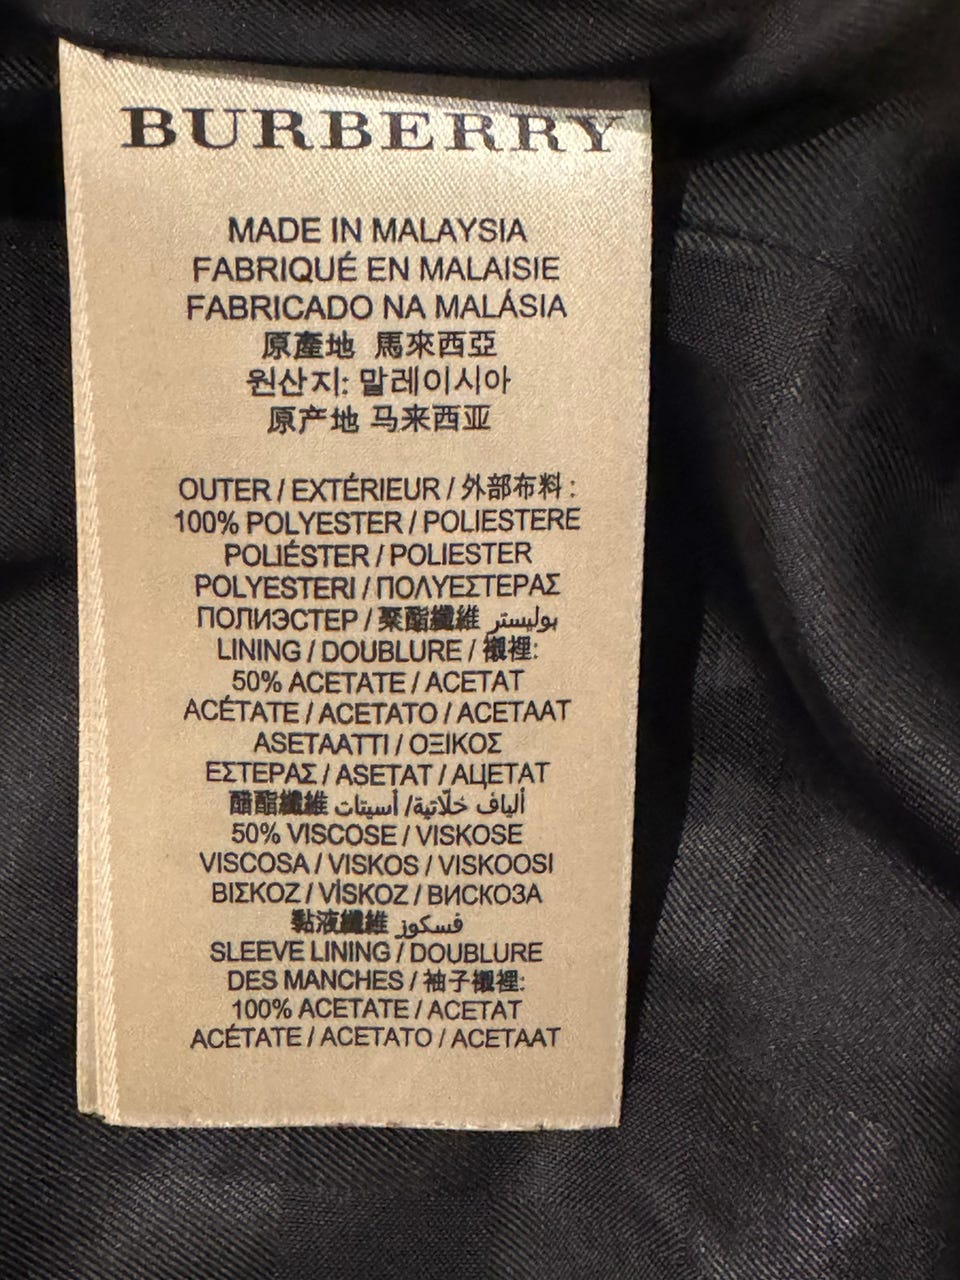 BURBERRY
MADE IN MALAYSIA
FABRIQUÉ EN MALAISIE
FABRICADO NA MALÁSIA
原產地 馬來西亞
원산지: 말레이시아
原产地 马来西亚
OUTER / EXTÉRIEUR / 外部布料:
100% POLYESTER / POLIESTERE
POLIÉSTER / POLIESTER
POLYESTERI / ΠΟΛΥΕΣΤΕΡΑΣ
ПОЛИЭСТЕР / 聚酯纖維 بوليستر
LINING / DOUBLURE / 襯裡:
50% ACETATE / ACETAT
ACÉTATE / ACETATO / ACETAAT
ASETAATTI / ΟΞΙΚΟΣ
ΕΣΤΕΡΑΣ / ASETAT / АЦЕТАТ
醋酯纖維 ألياف خلّاتية/ أسيتات
50% VISCOSE / VISKOSE
VISCOSA / VISKOS / VISKOOSI
ΒΙΣΚΟΖ / VİSKOZ / ВИСКОЗА
黏液纖維 فسكوز
SLEEVE LINING / DOUBLURE
DES MANCHES / 袖子襯裡:
100% ACETATE / ACETAT
ACÉTATE / ACETATO / ACETAAT